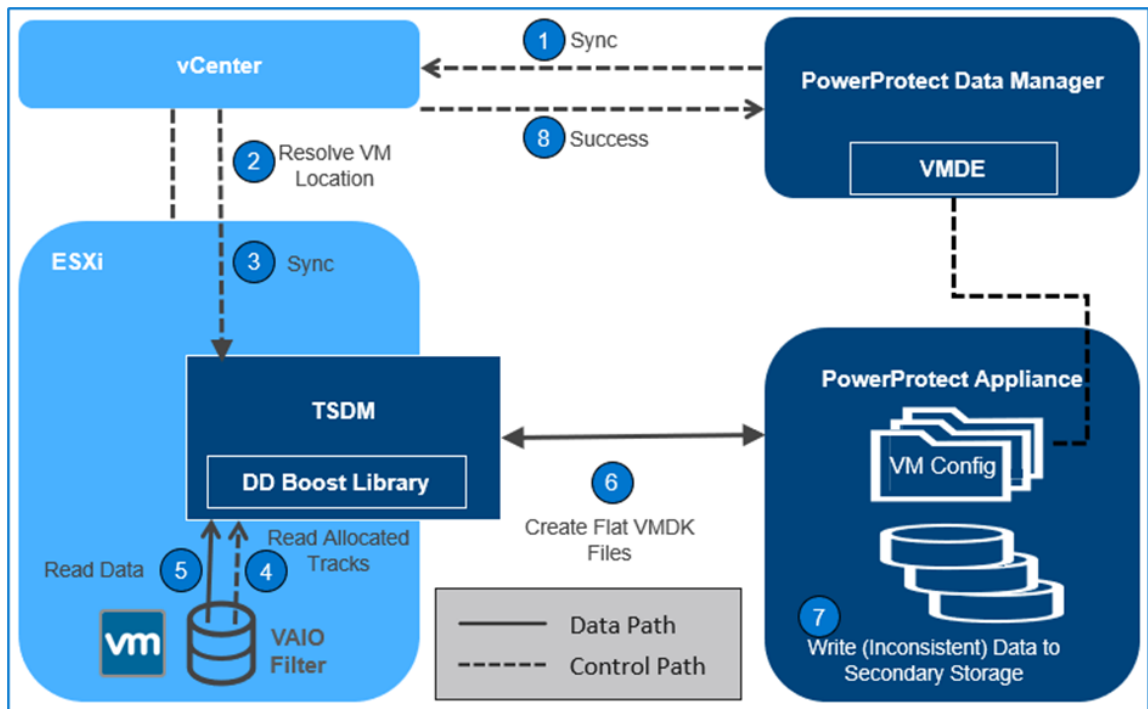 vCenter
1
Sync
PowerProtect Data Manager
8
Success
VMDE
2
Resolve VM
Location
ESXi
3
Sync
TSDM
DD Boost Library
PowerProtect Appliance
VM Config
6
Create Flat VMDK
Files
Read Data
5
4
Read Allocated
Tracks
vm
VAIO
Filter
Data Path
Control Path
7
Write (Inconsistent) Data to
Secondary Storage